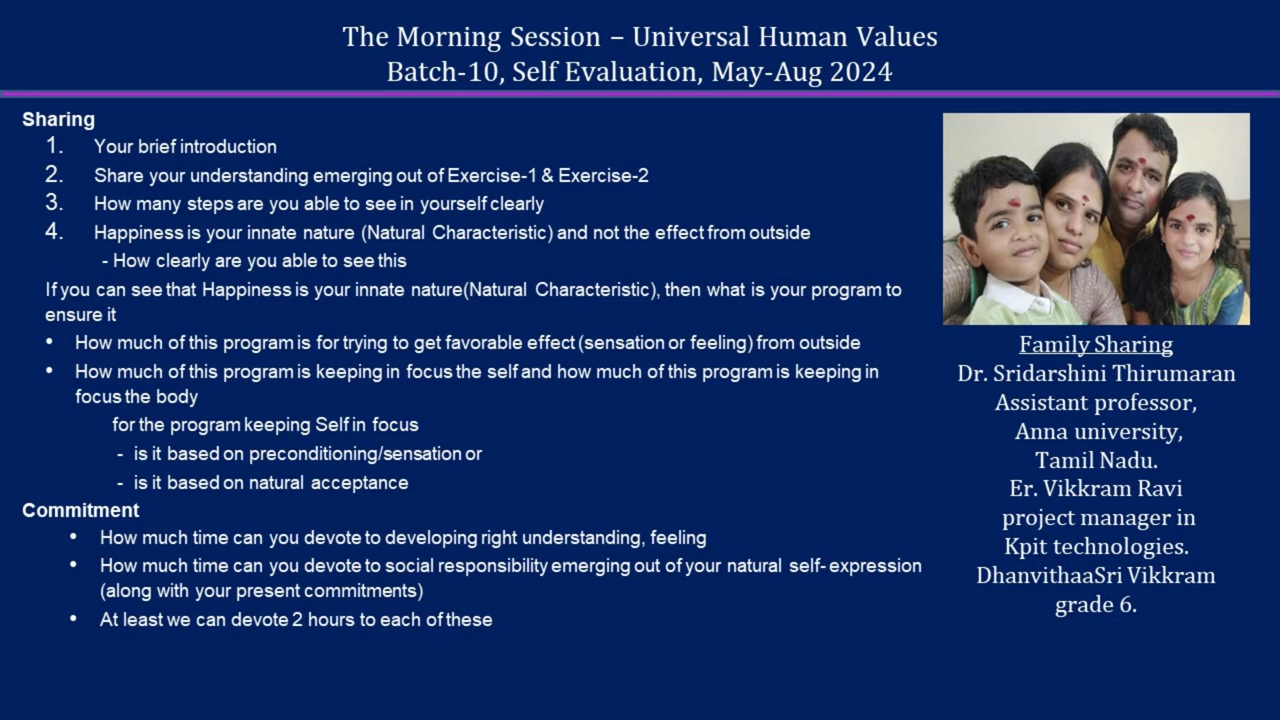 The Morning Session – Universal Human Values
Batch-10, Self Evaluation, May-Aug 2024
Sharing
1. Your brief introduction
2. Share your understanding emerging out of Exercise-1 & Exercise-2
3. How many steps are you able to see in yourself clearly
4. Happiness is your innate nature (Natural Characteristic) and not the effect from outside
- How clearly are you able to see this
If you can see that Happiness is your innate nature(Natural Characteristic), then what is your program to
ensure it
• How much of this program is for trying to get favorable effect (sensation or feeling) from outside
• How much of this program is keeping in focus the self and how much of this program is keeping in
focus the body
for the program keeping Self in focus
- is it based on preconditioning/sensation or
- is it based on natural acceptance
Commitment
• How much time can you devote to developing right understanding, feeling
• How much time can you devote to social responsibility emerging out of your natural self-expression
(along with your present commitments)
• At least we can devote 2 hours to each of these
Family Sharing
Dr. Sridarshini Thirumaran
Assistant professor,
Anna university,
Tamil Nadu.
Er. Vikkram Ravi
project manager in
Kpit technologies.
DhanvithaaSri Vikkram
grade 6.